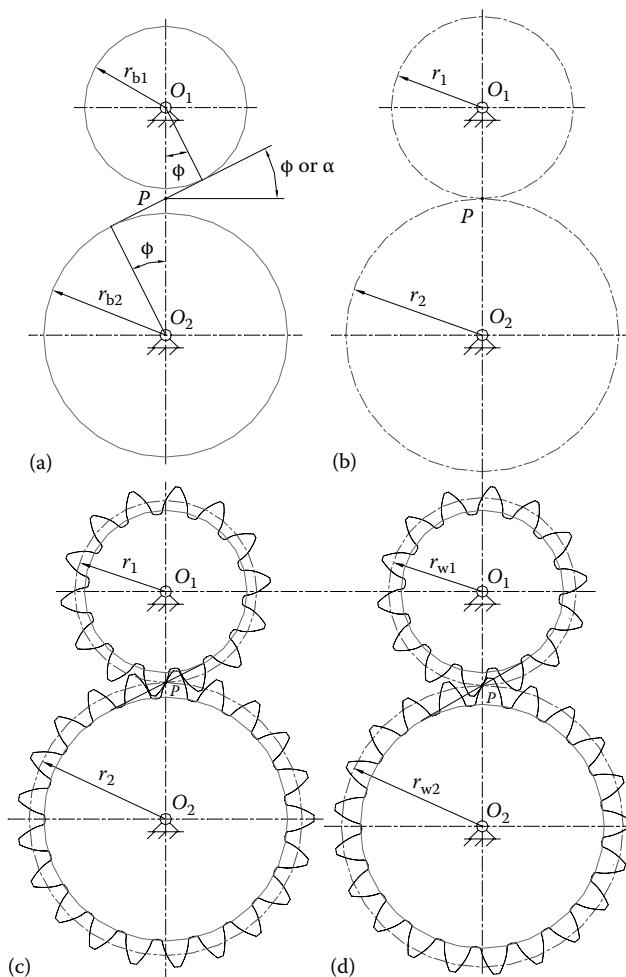 r_b1
O_1
ϕ
ϕ or α
P
ϕ
r_b2
O_2
(a)
r_1
O_1
P
r_2
O_2
(b)
r_1
O_1
P
r_2
O_2
(c)
r_w1
O_1
P
r_w2
O_2
(d)